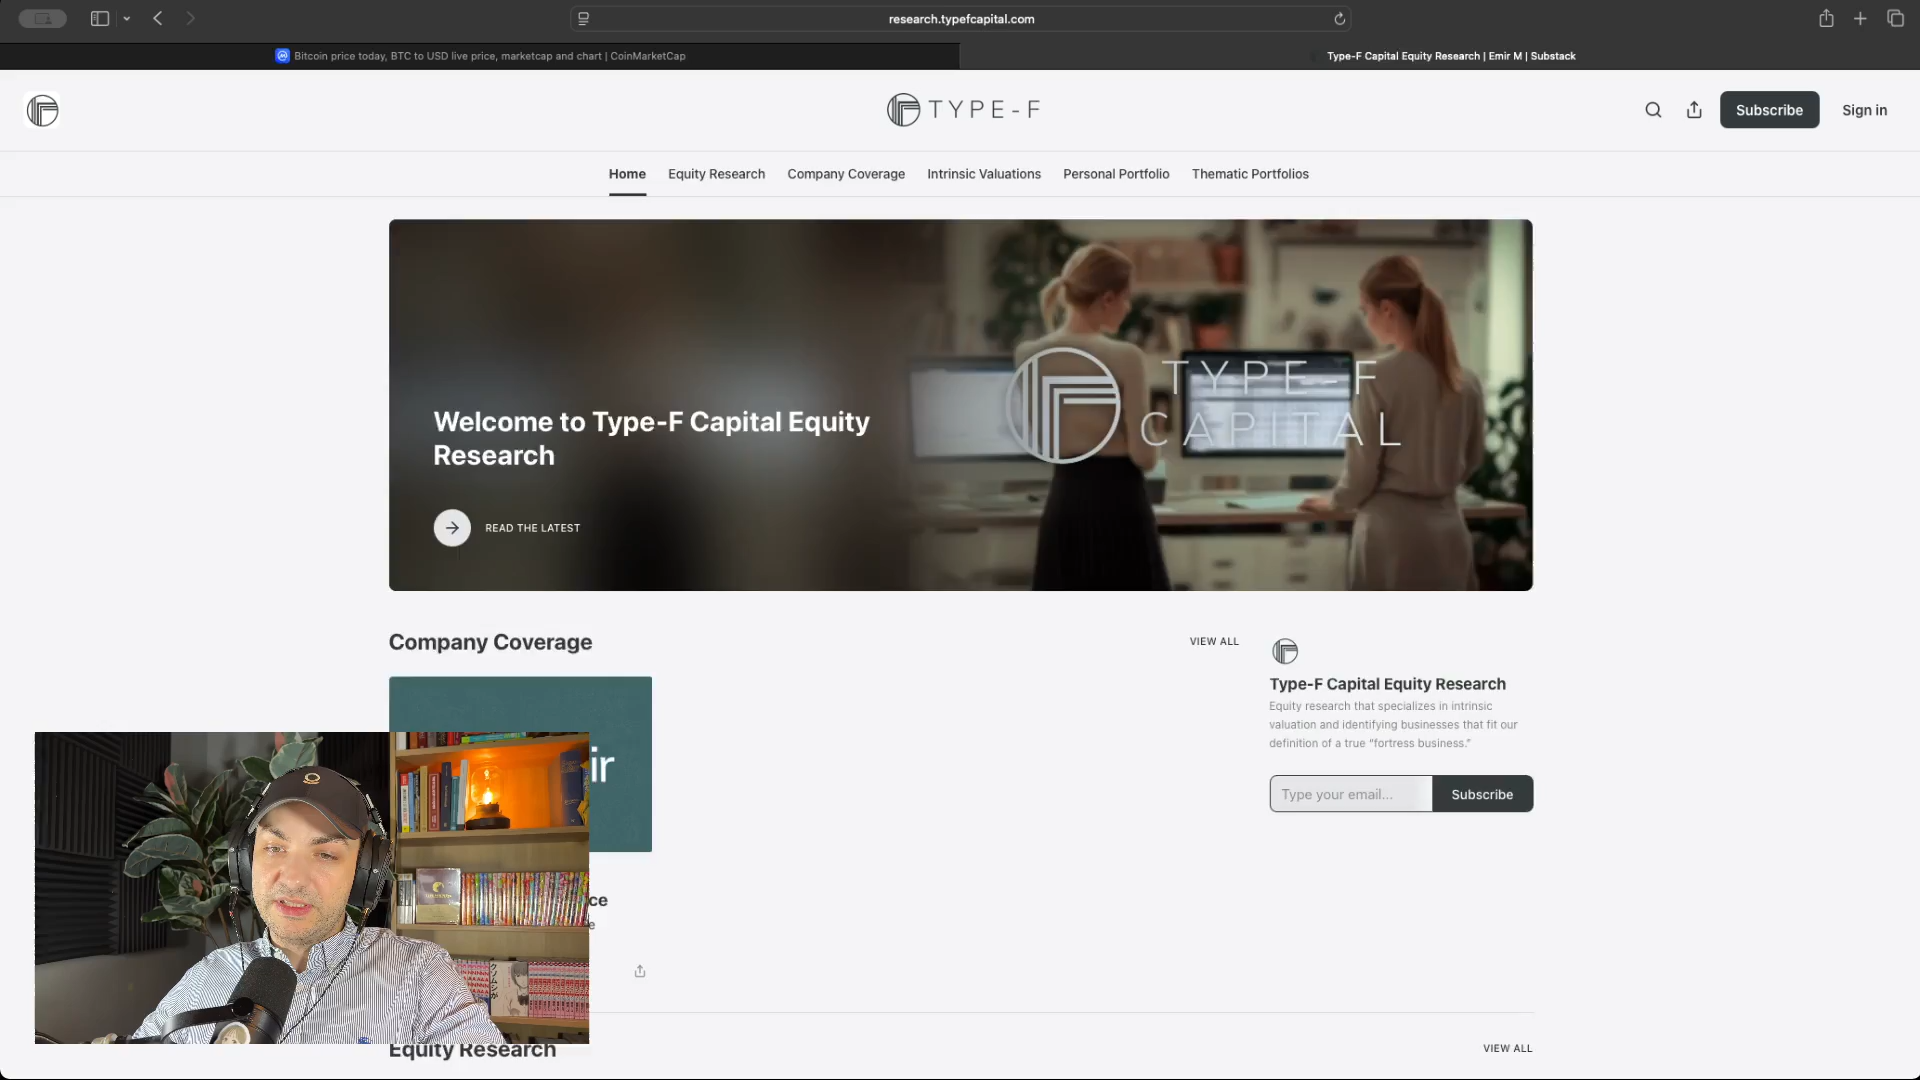 research.typefcapital.com
Bitcoin price today, BTC to USD live price, marketcap and chart | CoinMarketCap
Type-F Capital Equity Research | Emir M | Substack
TYPE-F
Subscribe
Sign in
Home
Equity Research
Company Coverage
Intrinsic Valuations
Personal Portfolio
Thematic Portfolios
Welcome to Type-F Capital Equity
Research
READ THE LATEST
TYPE-F
CAPITAL
Company Coverage
VIEW ALL
ir
ce
e
Type-F Capital Equity Research
Equity research that specializes in intrinsic
valuation and identifying businesses that fit our
definition of a true “fortress business.”
Type your email...
Subscribe
Equity Research
VIEW ALL